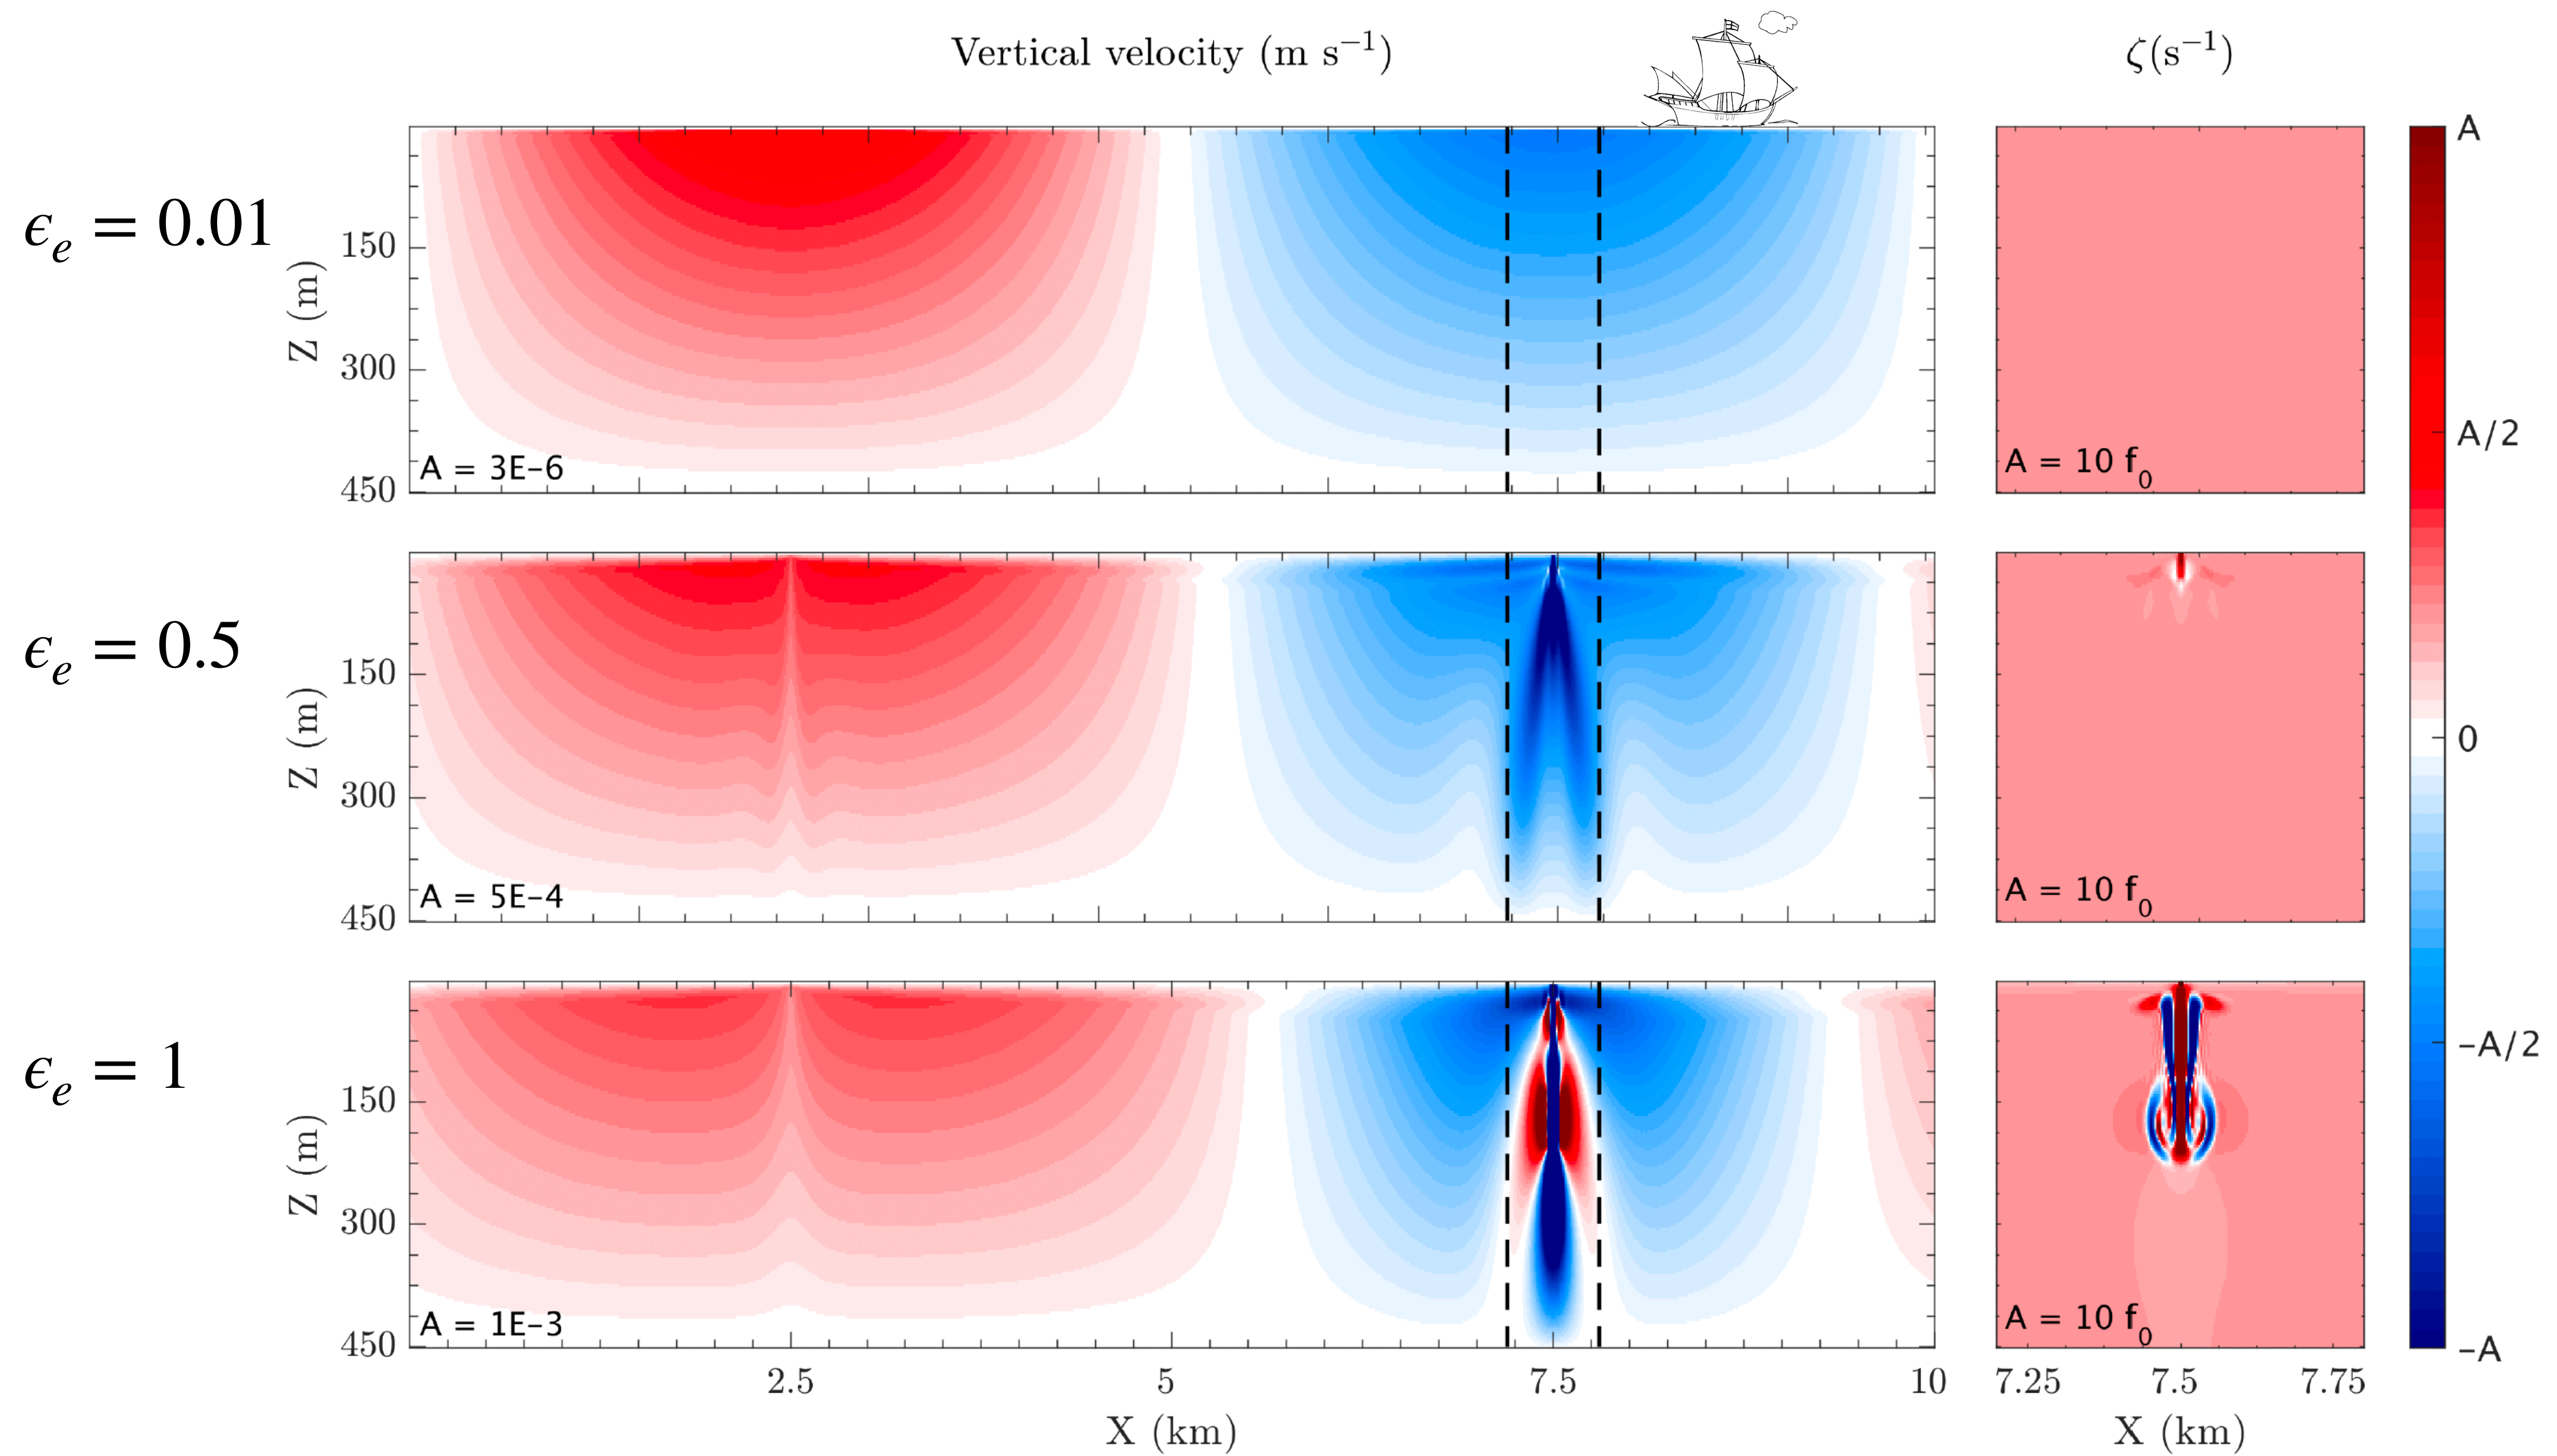 Vertical velocity (m s⁻¹)
ζ(s⁻¹)
ϵₑ = 0.01
Z (m)
150
300
450
A = 3E–6
A = 10 f₀
A
A/2
0
–A/2
–A
ϵₑ = 0.5
Z (m)
150
300
450
A = 5E–4
A = 10 f₀
ϵₑ = 1
Z (m)
150
300
450
A = 1E–3
A = 10 f₀
2.5 5 7.5 10
7.25 7.5 7.75
X (km)
X (km)